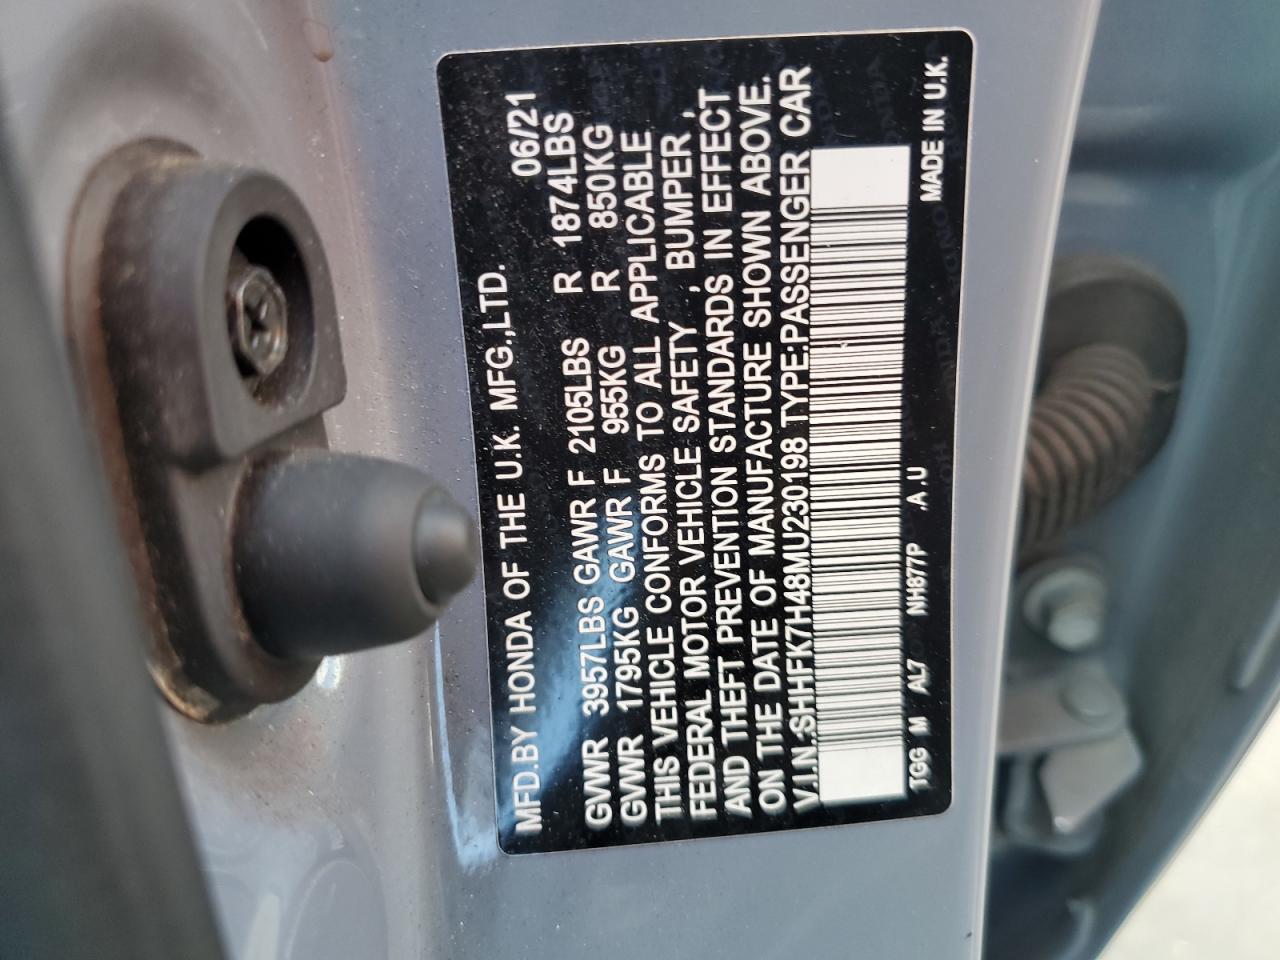 MFD.BY HONDA OF THE U.K. MFG.,LTD. 06/21
GVWR 3957LBS GAWR F 2105LBS R 1874LBS
GVWR 1795KG GAWR F 955KG R 850KG
THIS VEHICLE CONFORMS TO ALL APPLICABLE
FEDERAL MOTOR VEHICLE SAFETY , BUMPER ,
AND THEFT PREVENTION STANDARDS IN EFFECT
ON THE DATE OF MANUFACTURE SHOWN ABOVE.
V.I.N.:SHHFK7H48MU230198 TYPE:PASSENGER CAR
TGG M AL7 NH877P .A .U MADE IN U.K.